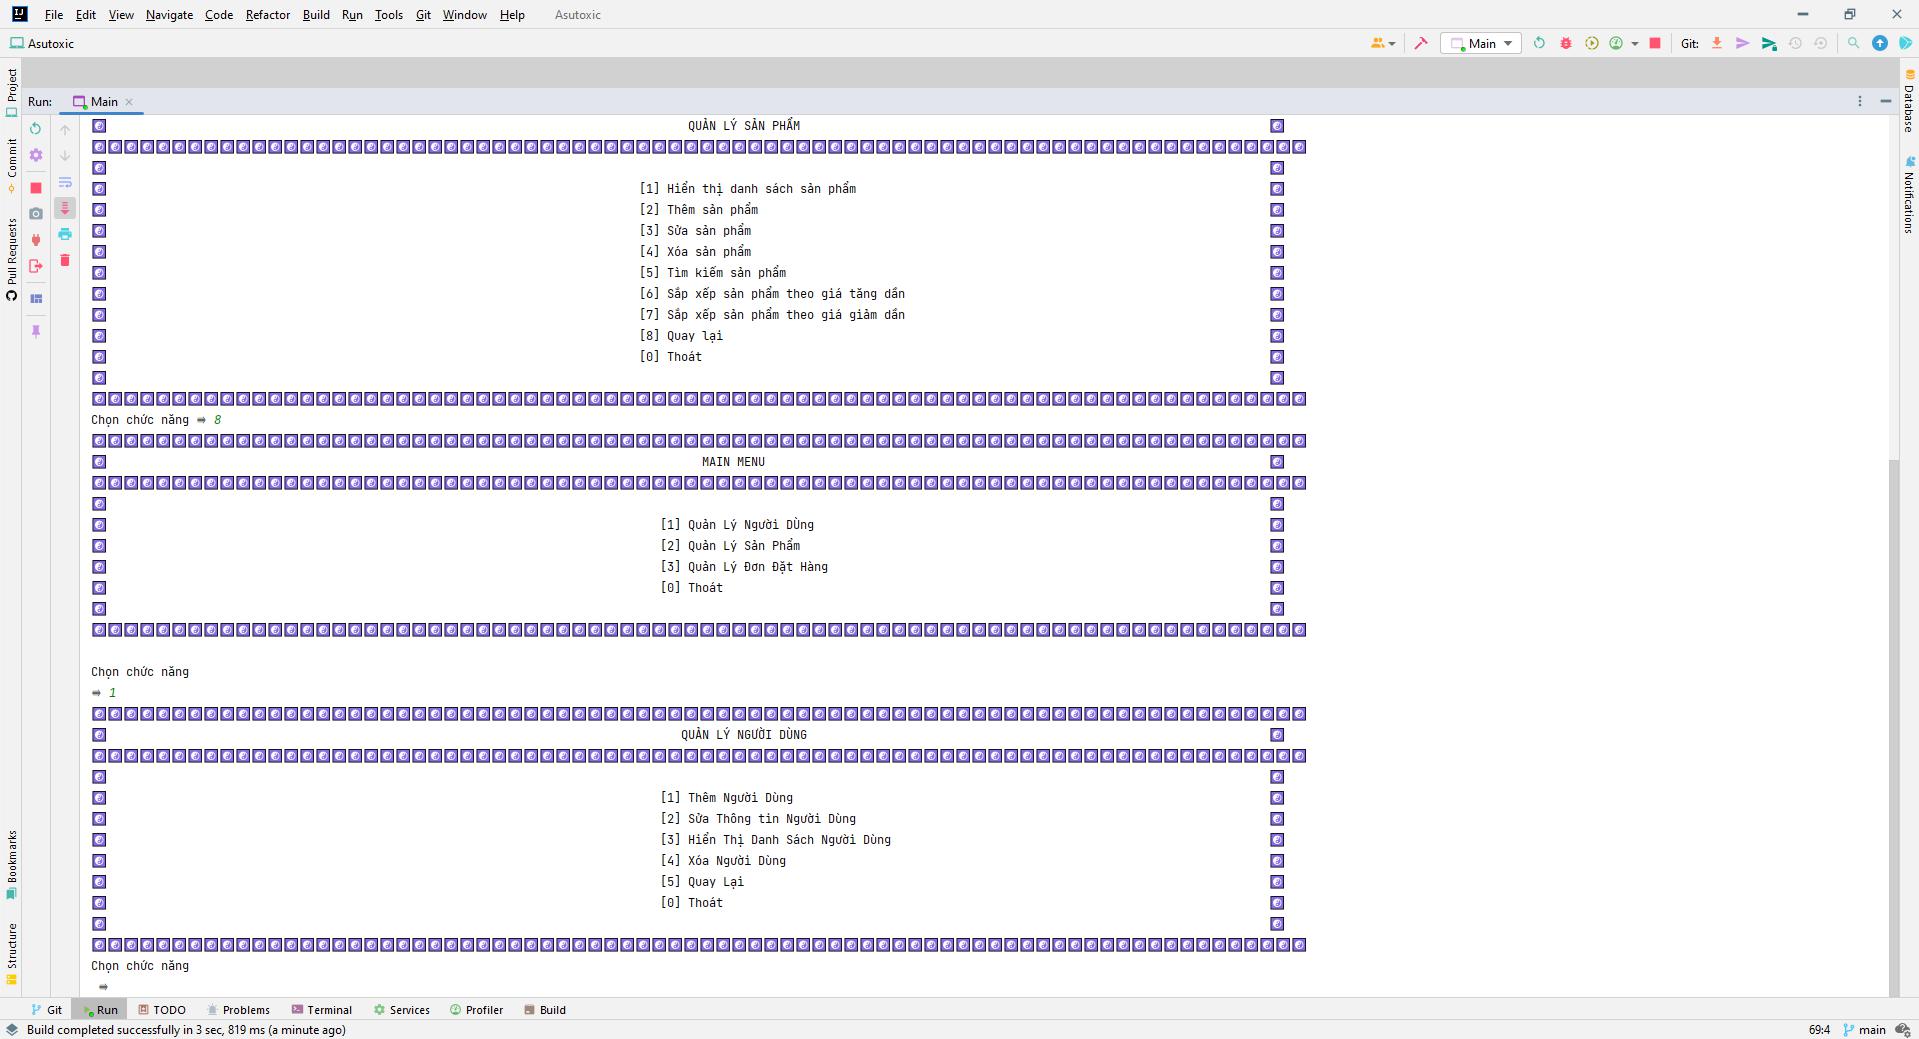 File Edit View Navigate Code Refactor Build Run Tools Git Window Help Asutoxic
Asutoxic
Main
Git:
Run:
Main
Project
Commit
Pull Requests
Bookmarks
Structure
Database
Notifications
QUẢN LÝ SẢN PHẨM
[1] Hiển thị danh sách sản phẩm
[2] Thêm sản phẩm
[3] Sửa sản phẩm
[4] Xóa sản phẩm
[5] Tìm kiếm sản phẩm
[6] Sắp xếp sản phẩm theo giá tăng dần
[7] Sắp xếp sản phẩm theo giá giảm dần
[8] Quay lại
[0] Thoát
Chọn chức năng ➡ 8
MAIN MENU
[1] Quản Lý Người DÙng
[2] Quản Lý Sản Phẩm
[3] Quản Lý Đơn Đặt Hàng
[0] Thoát
Chọn chức năng
➡ 1
QUẢN LÝ NGƯỜI DÙNG
[1] Thêm Người Dùng
[2] Sửa Thông tin Người Dùng
[3] Hiển Thị Danh Sách Người Dùng
[4] Xóa Người Dùng
[5] Quay Lại
[0] Thoát
Chọn chức năng
➡
Git Run TODO Problems Terminal Services Profiler Build
Build completed successfully in 3 sec, 819 ms (a minute ago)
69:4 main